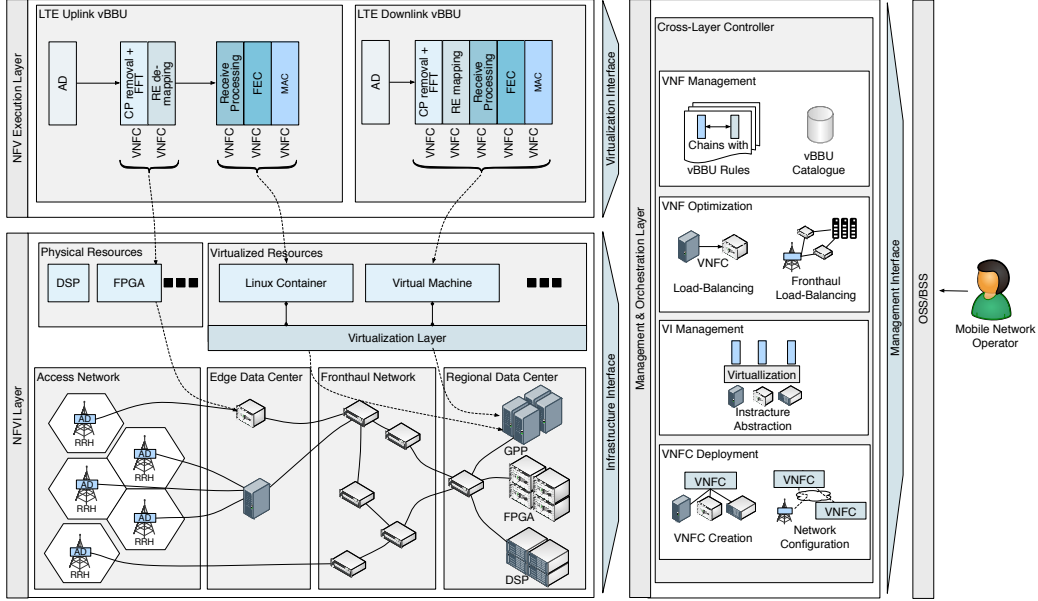 NFV Execution Layer
LTE Uplink vBBU
AD
CP removal +
FFT
RE de-
mapping
Receive
Processing
FEC
MAC
VNFC
VNFC
VNFC
VNFC
VNFC
LTE Downlink vBBU
AD
CP removal +
FFT
RE mapping
Receive
Processing
FEC
MAC
VNFC
VNFC
VNFC
VNFC
VNFC
Virtualization Interface
NFVI Layer
Physical Resources
DSP
FPGA
Virtualized Resources
Linux Container
Virtual Machine
Virtualization Layer
Access Network
AD
RRH
AD
RRH
AD
RRH
AD
RRH
AD
RRH
Edge Data Center
Fronthaul Network
Regional Data Center
GPP
FPGA
DSP
Infrastructure Interface
Management & Orchestration Layer
Cross-Layer Controller
VNF Management
Chains with
vBBU Rules
vBBU
Catalogue
VNF Optimization
VNFC
Load-Balancing
Fronthaul
Load-Balancing
VI Management
Virtuallization
Instracture
Abstraction
VNFC Deployment
VNFC
VNFC Creation
VNFC
VNFC
Network
Configuration
Management Interface
OSS/BSS
Mobile Network
Operator